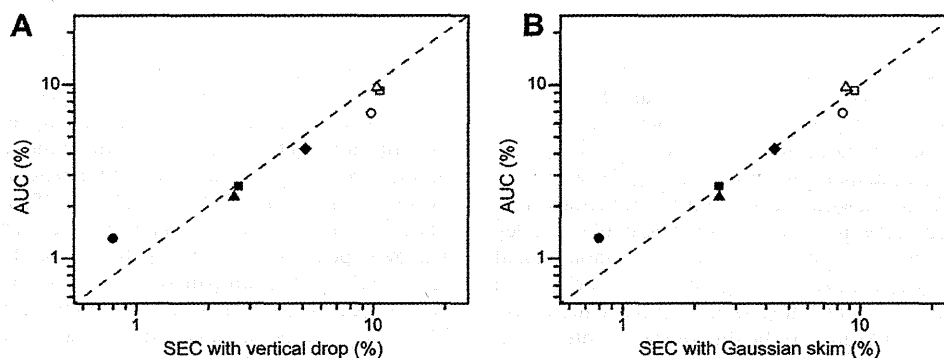 A
B
10
10
AUC (%)
AUC (%)
1
1
1
10
1
10
SEC with vertical drop (%)
SEC with Gaussian skim (%)